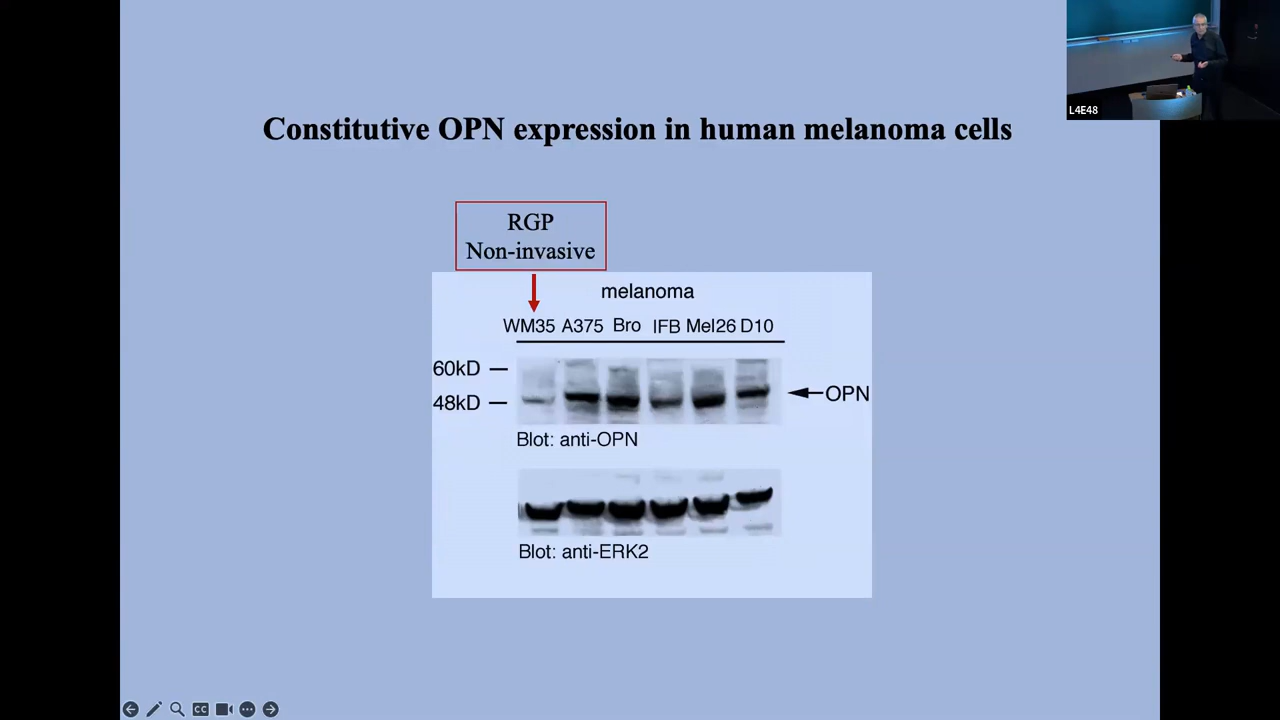 L4E48
Constitutive OPN expression in human melanoma cells
RGP
Non-invasive
melanoma
WM35 A375 Bro IFB Mel26 D10
60kD
48kD
OPN
Blot: anti-OPN
Blot: anti-ERK2
CC